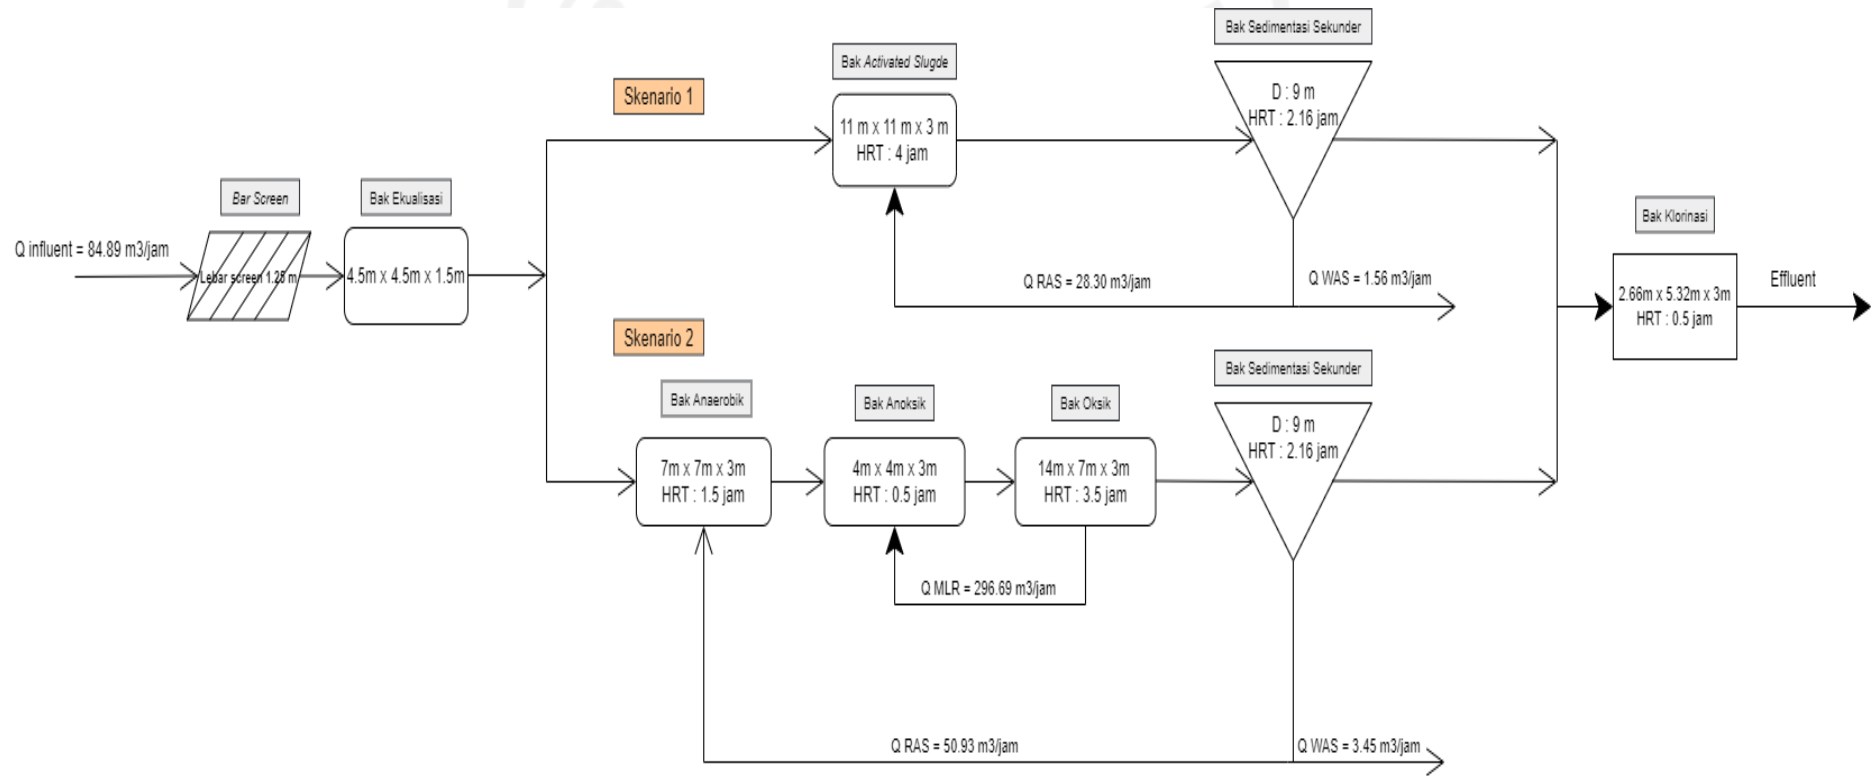 Bak Sedimentasi Sekunder
Bak Activated Slugde
Skenario 1
D : 9 m
HRT : 2.16 jam
11 m x 11 m x 3 m
HRT : 4 jam
Bar Screen
Bak Ekualisasi
Bak Klorinasi
Q influent = 84.89 m3/jam
Lebar screen 1.25 m
4.5m x 4.5m x 1.5m
Q RAS = 28.30 m3/jam
Q WAS = 1.56 m3/jam
2.66m x 5.32m x 3m
HRT : 0.5 jam
Effluent
Skenario 2
Bak Sedimentasi Sekunder
Bak Anaerobik
Bak Anoksik
Bak Oksik
D : 9 m
HRT : 2.16 jam
7m x 7m x 3m
HRT : 1.5 jam
4m x 4m x 3m
HRT : 0.5 jam
14m x 7m x 3m
HRT : 3.5 jam
Q MLR = 296.69 m3/jam
Q RAS = 50.93 m3/jam
Q WAS = 3.45 m3/jam